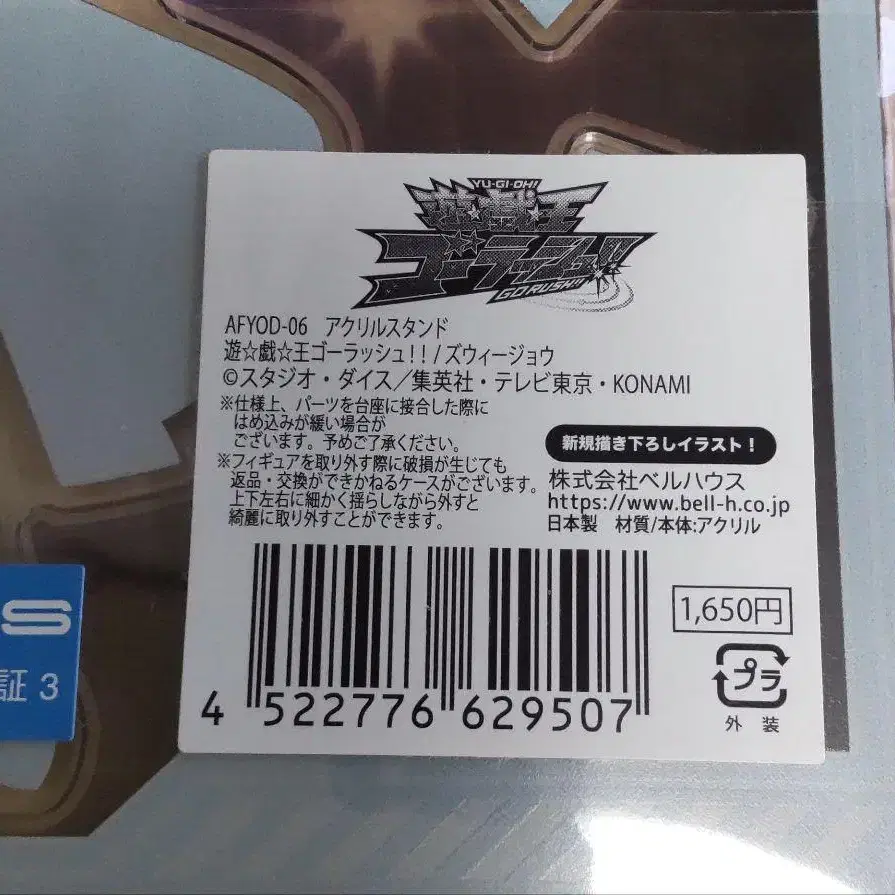 YU-GI-OH!
遊☆戯☆王
ゴーラッシュ!!
GO RUSH!!
AFYOD-06 アクリルスタンド
遊☆戯☆王ゴーラッシュ!!/ズウィージョウ
©スタジオ・ダイス/集英社・テレビ東京・KONAMI
※仕様上、パーツを台座に接合した際に
はめ込みが緩い場合が
ございます。予めご了承ください。
※フィギュアを取り外す際に破損が生じても
返品・交換ができかねるケースがございます。
上下左右に細かく揺らしながら外すと
綺麗に取り外すことができます。
新規描き下ろしイラスト!
株式会社ベルハウス
https://www.bell-h.co.jp
日本製 材質/本体:アクリル
1,650円
プラ
外装
4 522776 629507
S
証 3